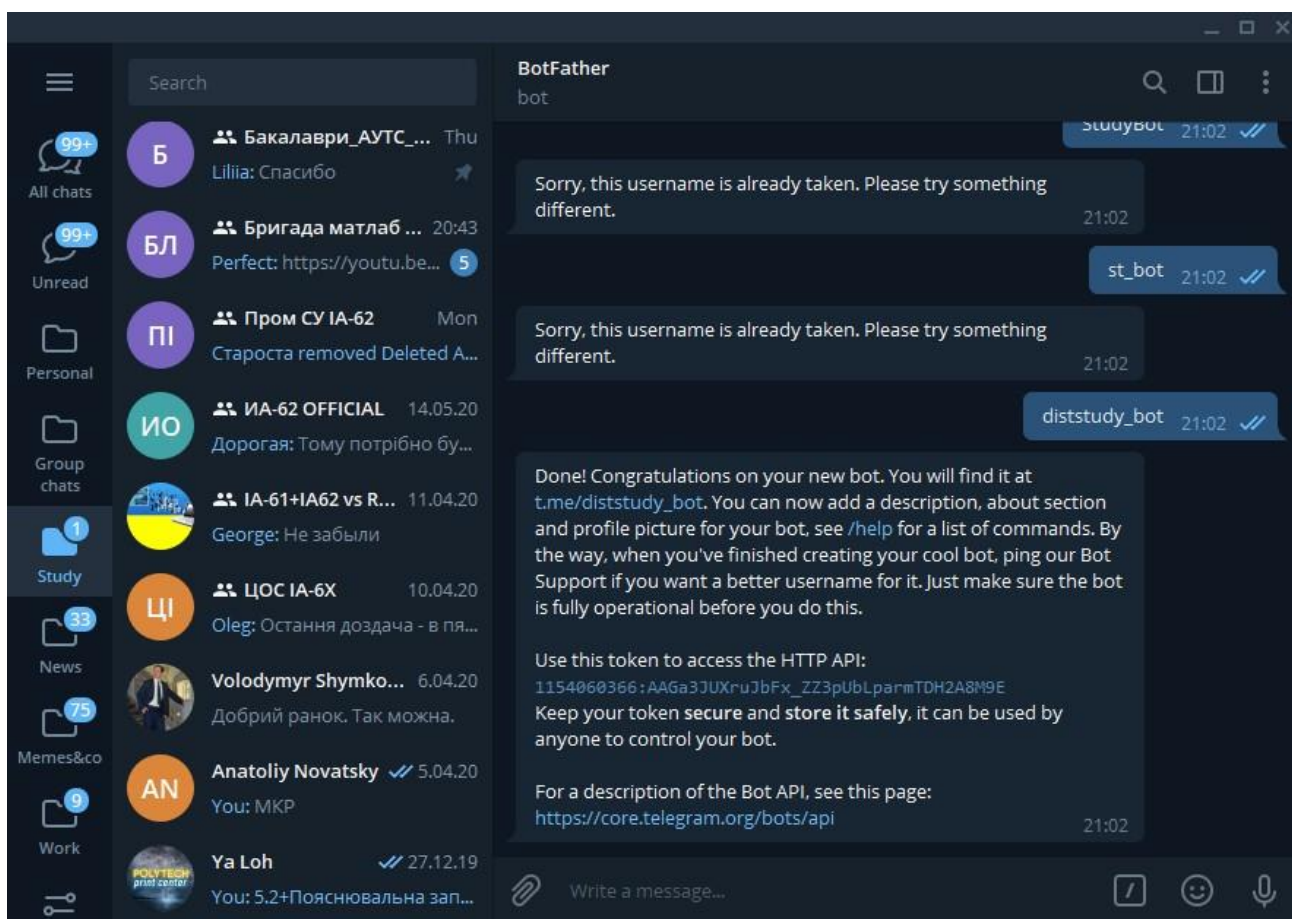 Search
99+
All chats
99+
Unread
Personal
Group
chats
1
Study
33
News
75
Memes&co
9
Work
Б
Бакалаври_АУТС_... Thu
Liliia: Спасибо
БЛ
Бригада матлаб ... 20:43
Perfect: https://youtu.be... 5
ПІ
Пром СУ ІА-62 Mon
Староста removed Deleted A...
ИО
ИА-62 OFFICIAL 14.05.20
Дорогая: Тому потрібно бу...
ІА-61+ІА62 vs R... 11.04.20
George: Не забыли
ЦІ
ЦОС ІА-6Х 10.04.20
Oleg: Остання доздача - в пя...
Volodymyr Shymko... 6.04.20
Добрий ранок. Так можна.
AN
Anatoliy Novatsky 5.04.20
You: МКР
POLYTECH
print center
Ya Loh 27.12.19
You: 5.2+Пояснювальна зап...
BotFather
bot
StudyBot 21:02
Sorry, this username is already taken. Please try something
different.
21:02
st_bot 21:02
Sorry, this username is already taken. Please try something
different.
21:02
diststudy_bot 21:02
Done! Congratulations on your new bot. You will find it at
t.me/diststudy_bot. You can now add a description, about section
and profile picture for your bot, see /help for a list of commands. By
the way, when you've finished creating your cool bot, ping our Bot
Support if you want a better username for it. Just make sure the bot
is fully operational before you do this.
Use this token to access the HTTP API:
1154060366:AAGa3JUXruJbFx_ZZ3pUbLparmTDH2A8M9E
Keep your token secure and store it safely, it can be used by
anyone to control your bot.
For a description of the Bot API, see this page:
https://core.telegram.org/bots/api
21:02
Write a message...